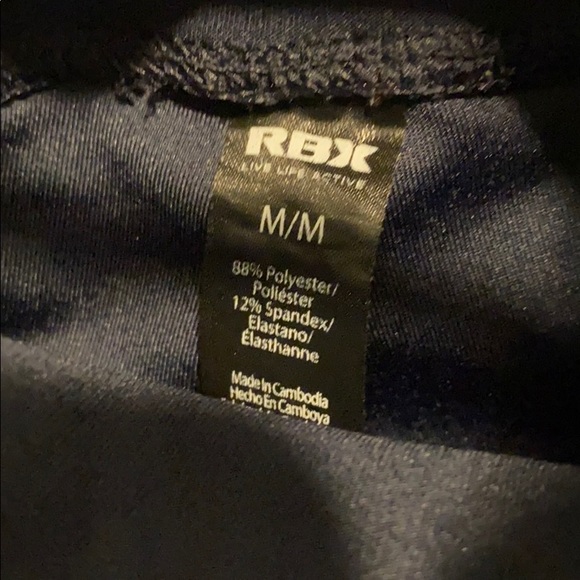 RBX
LIVE LIFE ACTIVE
M/M
88% Polyester/
Poliéster
12% Spandex/
Elastano/
Élasthanne
Made In Cambodia
Hecho En Camboya